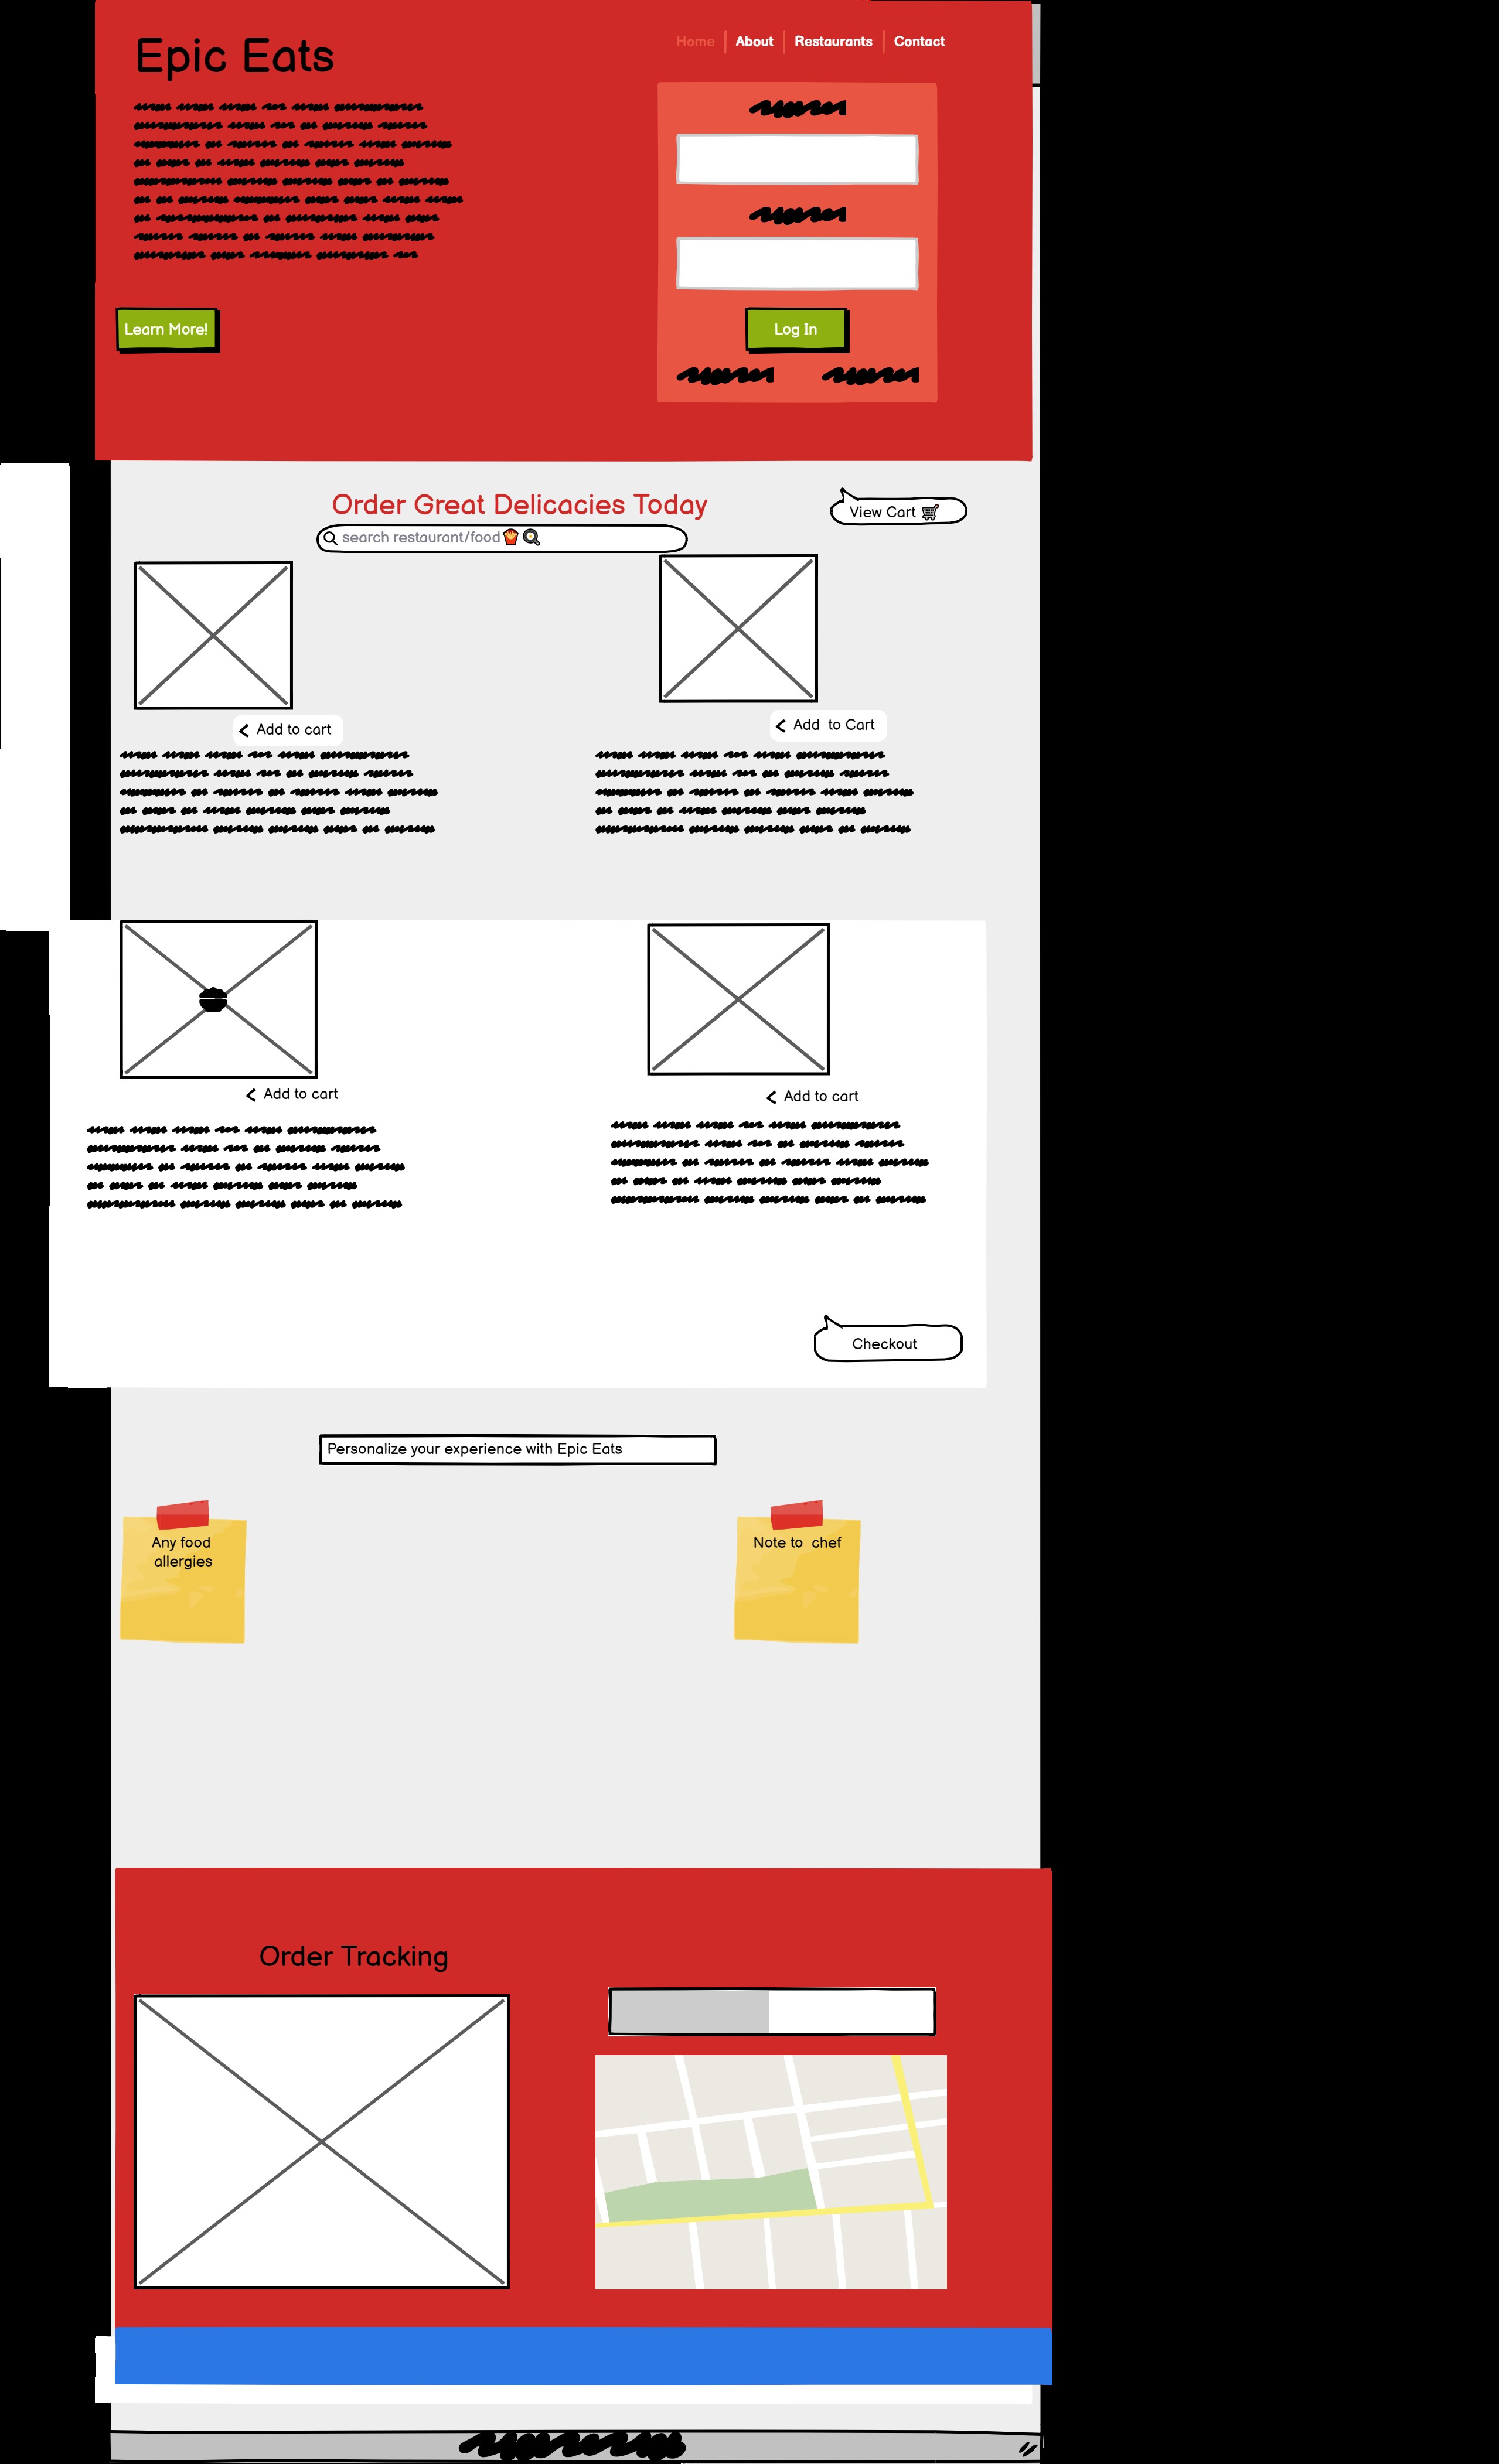 Epic Eats
Home About Restaurants Contact
Learn More!
Log In
Order Great Delicacies Today
View Cart
search restaurant/food
Add to cart
Add to Cart
Add to cart
Add to cart
Checkout
Personalize your experience with Epic Eats
Any food
allergies
Note to chef
Order Tracking